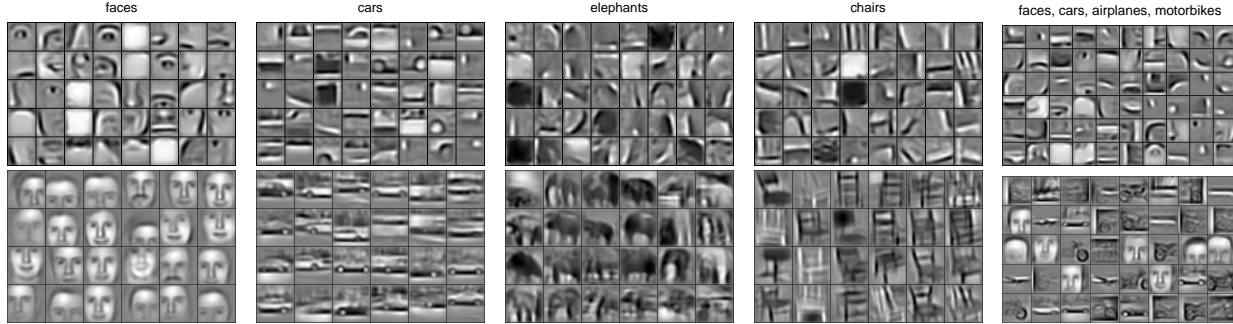 faces
cars
elephants
chairs
faces, cars, airplanes, motorbikes